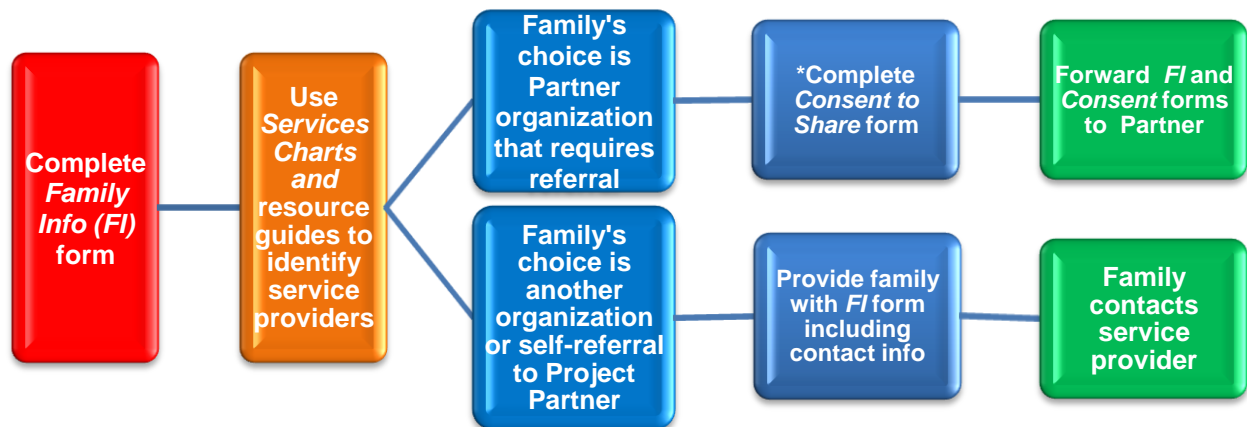 Complete
Family
Info (FI)
form
Use
Services
Charts and
resource
guides to
identify
service
providers
Family's
choice is
Partner
organization
that requires
referral
*Complete
Consent to
Share form
Forward FI and
Consent forms
to Partner
Family's
choice is
another
organization
or self-referral
to Project
Partner
Provide family
with FI form
including
contact info
Family
contacts
service
provider